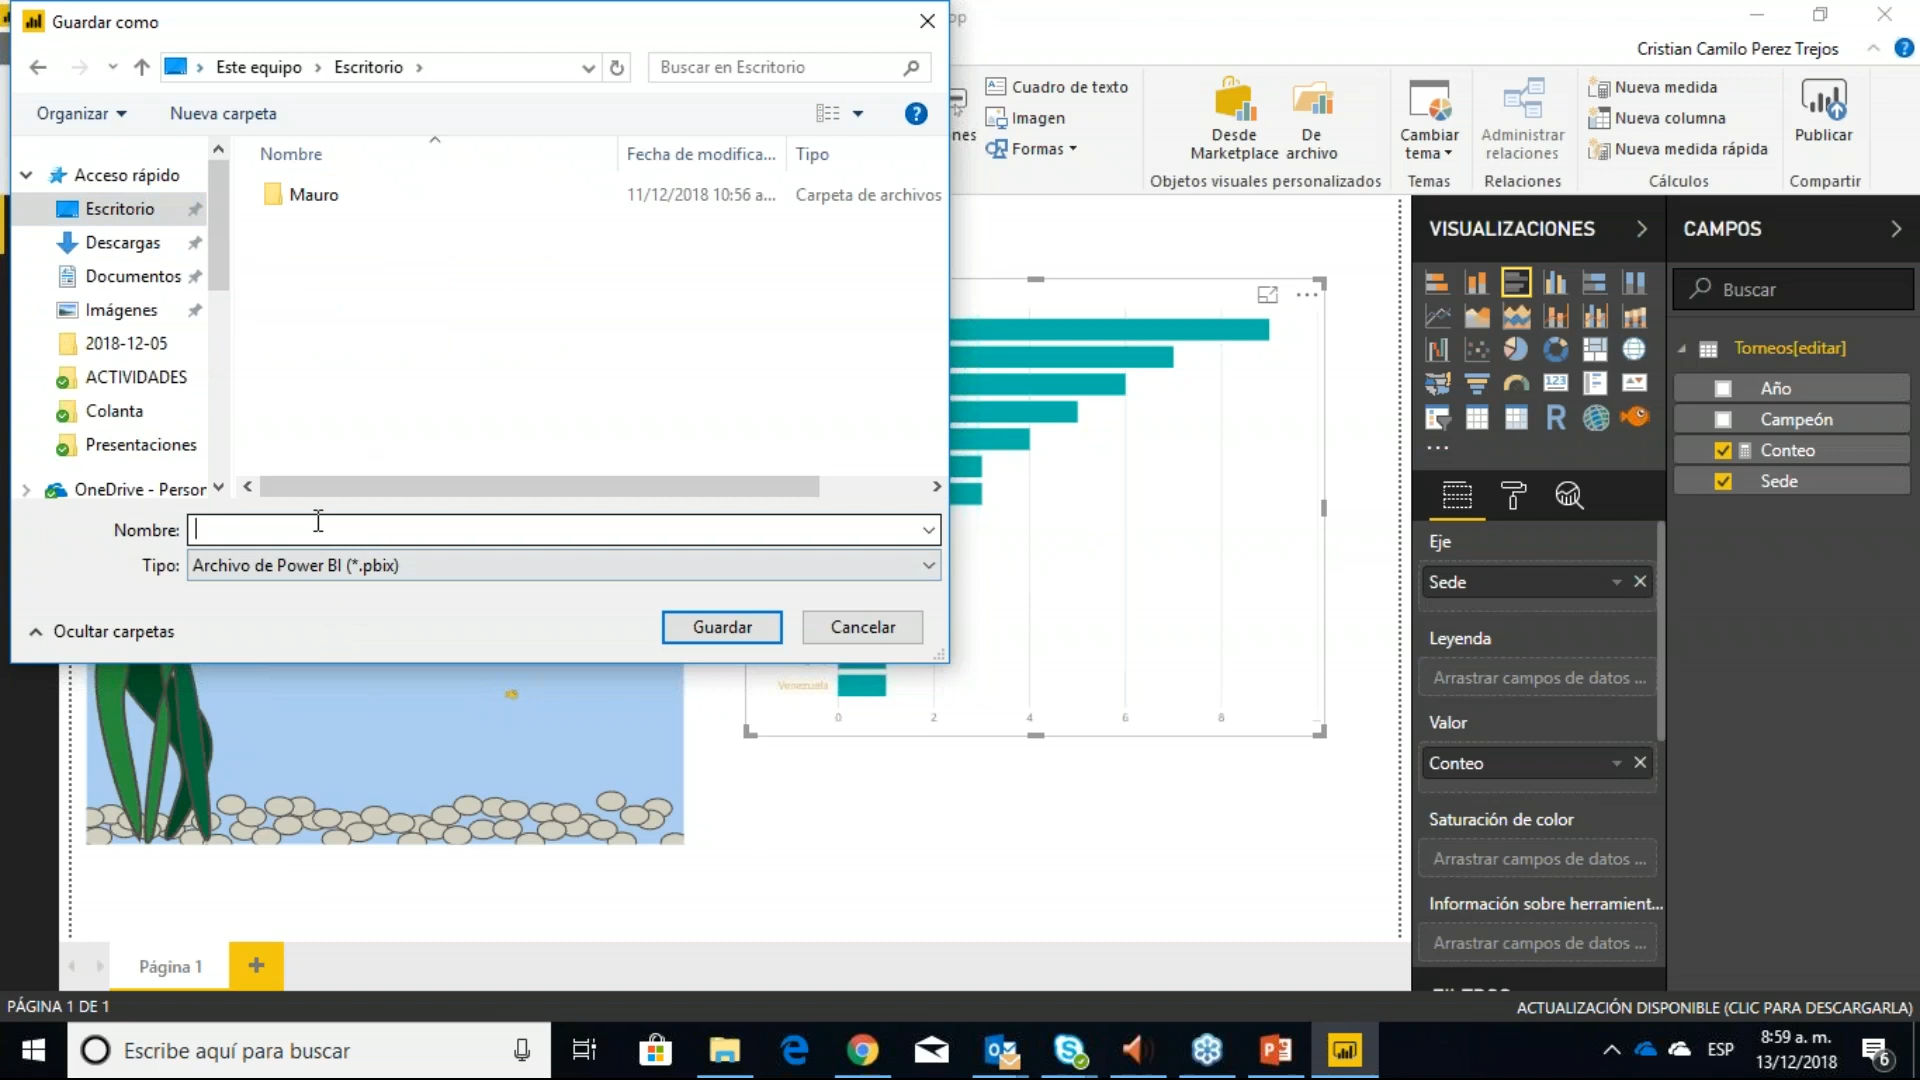 Guardar como
op
Cristian Camilo Perez Trejos
Este equipo
Escritorio
Buscar en Escritorio
Organizar
Nueva carpeta
Nombre
Fecha de modifica...
Tipo
Acceso rápido
Escritorio
Descargas
Documentos
Imágenes
2018-12-05
ACTIVIDADES
Colanta
Presentaciones
OneDrive - Person
Mauro
11/12/2018 10:56 a...
Carpeta de archivos
Nombre:
Tipo:
Archivo de Power BI (*.pbix)
Ocultar carpetas
Guardar
Cancelar
nes
Cuadro de texto
Imagen
Formas
Desde
Marketplace
De
archivo
Objetos visuales personalizados
Cambiar
tema
Temas
Administrar
relaciones
Relaciones
Nueva medida
Nueva columna
Nueva medida rápida
Cálculos
Publicar
Compartir
Venezuela
0
2
4
6
8
VISUALIZACIONES
123
R
Eje
Sede
Leyenda
Arrastrar campos de datos ...
Valor
Conteo
Saturación de color
Arrastrar campos de datos ...
Información sobre herramient...
Arrastrar campos de datos ...
CAMPOS
Buscar
Torneos[editar]
Año
Campeón
Conteo
Sede
Página 1
PÁGINA 1 DE 1
ACTUALIZACIÓN DISPONIBLE (CLIC PARA DESCARGARLA)
Escribe aquí para buscar
ESP
8:59 a. m.
13/12/2018
6